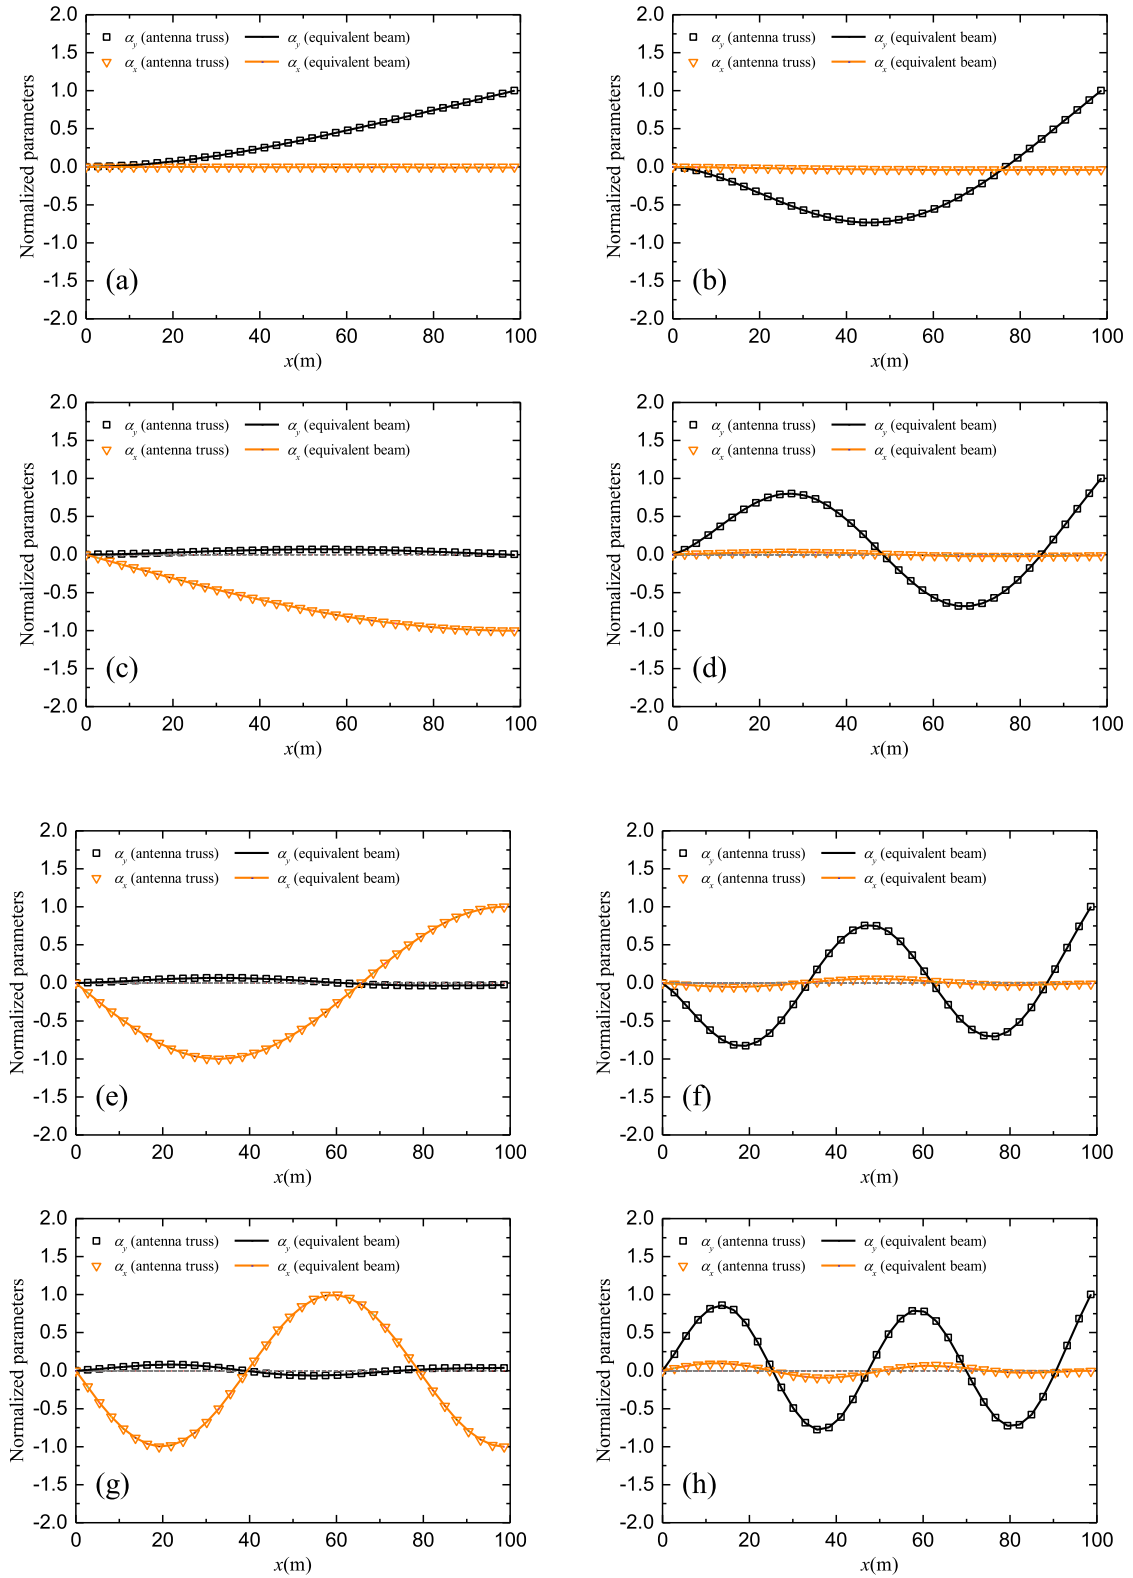 2.0
1.5
1.0
0.5
0.0
-0.5
-1.0
-1.5
-2.0
Normalized parameters
αy (antenna truss) αy (equivalent beam)
αx (antenna truss) αx (equivalent beam)
(a)
0 20 40 60 80 100
x(m)
2.0
1.5
1.0
0.5
0.0
-0.5
-1.0
-1.5
-2.0
Normalized parameters
αy (antenna truss) αy (equivalent beam)
αx (antenna truss) αx (equivalent beam)
(b)
0 20 40 60 80 100
x(m)
2.0
1.5
1.0
0.5
0.0
-0.5
-1.0
-1.5
-2.0
Normalized parameters
αy (antenna truss) αy (equivalent beam)
αx (antenna truss) αx (equivalent beam)
(c)
0 20 40 60 80 100
x(m)
2.0
1.5
1.0
0.5
0.0
-0.5
-1.0
-1.5
-2.0
Normalized parameters
αy (antenna truss) αy (equivalent beam)
αx (antenna truss) αx (equivalent beam)
(d)
0 20 40 60 80 100
x(m)
2.0
1.5
1.0
0.5
0.0
-0.5
-1.0
-1.5
-2.0
Normalized parameters
αy (antenna truss) αy (equivalent beam)
αx (antenna truss) αx (equivalent beam)
(e)
0 20 40 60 80 100
x(m)
2.0
1.5
1.0
0.5
0.0
-0.5
-1.0
-1.5
-2.0
Normalized parameters
αy (antenna truss) αy (equivalent beam)
αx (antenna truss) αx (equivalent beam)
(f)
0 20 40 60 80 100
x(m)
2.0
1.5
1.0
0.5
0.0
-0.5
-1.0
-1.5
-2.0
Normalized parameters
αy (antenna truss) αy (equivalent beam)
αx (antenna truss) αx (equivalent beam)
(g)
0 20 40 60 80 100
x(m)
2.0
1.5
1.0
0.5
0.0
-0.5
-1.0
-1.5
-2.0
Normalized parameters
αy (antenna truss) αy (equivalent beam)
αx (antenna truss) αx (equivalent beam)
(h)
0 20 40 60 80 100
x(m)